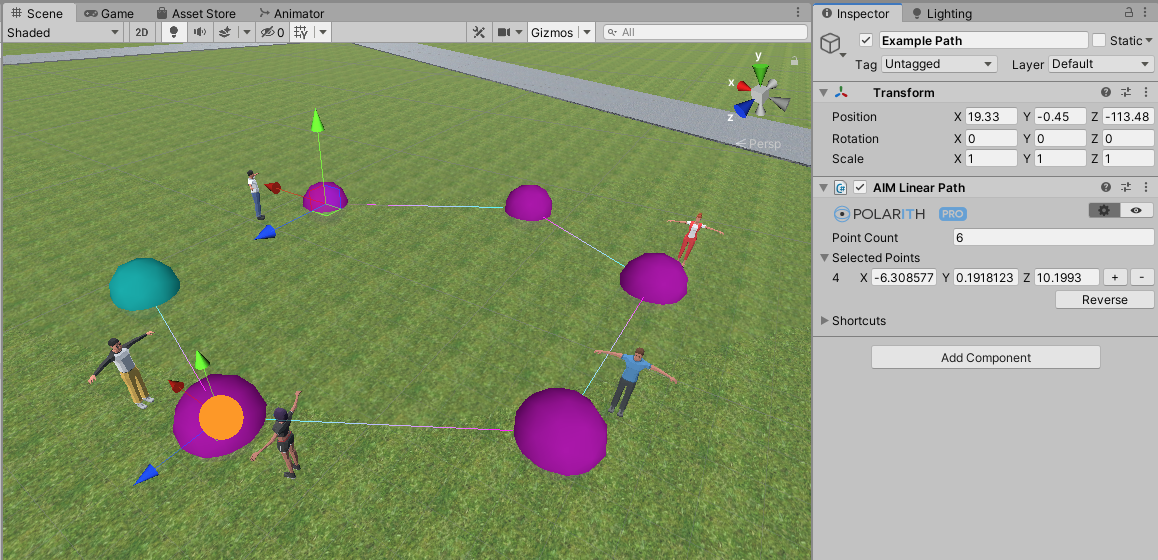 Scene Game Asset Store Animator
Shaded 2D 0 Gizmos All
y
x
z
Persp
Inspector Lighting
Example Path Static
Tag Untagged Layer Default
Transform
Position X 19.33 Y -0.45 Z -113.48
Rotation X 0 Y 0 Z 0
Scale X 1 Y 1 Z 1
AIM Linear Path
POLARITH PRO
Point Count 6
Selected Points
4 X -6.308577 Y 0.1918123 Z 10.1993 + -
Reverse
Shortcuts
Add Component